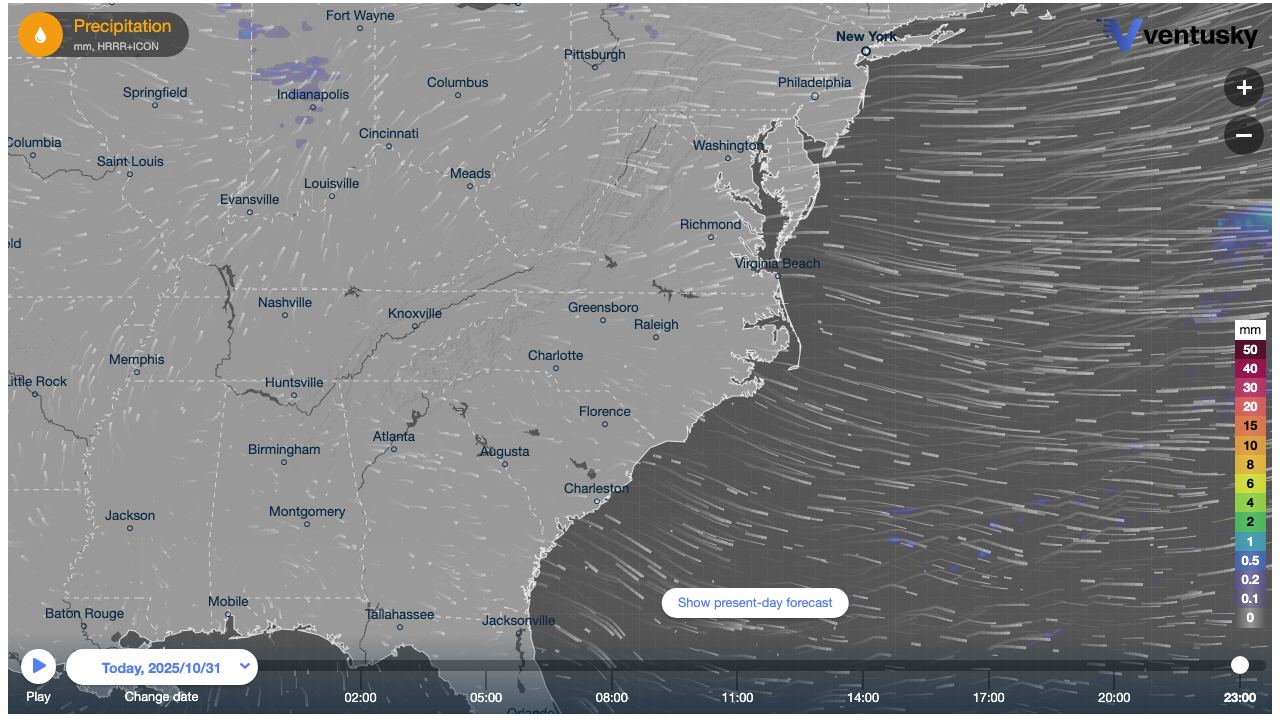 Precipitation
mm, HRRR+ICON
ventusky
+
−
Fort Wayne
New York
Pittsburgh
Philadelphia
Columbus
Springfield
Indianapolis
Cincinnati
Columbia
Washington
Saint Louis
Meads
Louisville
Evansville
Richmond
eld
Virginia Beach
Nashville
Greensboro
Knoxville
Raleigh
Charlotte
Memphis
Little Rock
Huntsville
Florence
Atlanta
Birmingham
Augusta
Charleston
Montgomery
Jackson
Mobile
Baton Rouge
Tallahassee
Jacksonville
Orlando
mm
50
40
30
20
15
10
8
6
4
2
1
0.5
0.2
0.1
0
Show present-day forecast
Today, 2025/10/31
Play
Change date
02:00
05:00
08:00
11:00
14:00
17:00
20:00
23:00